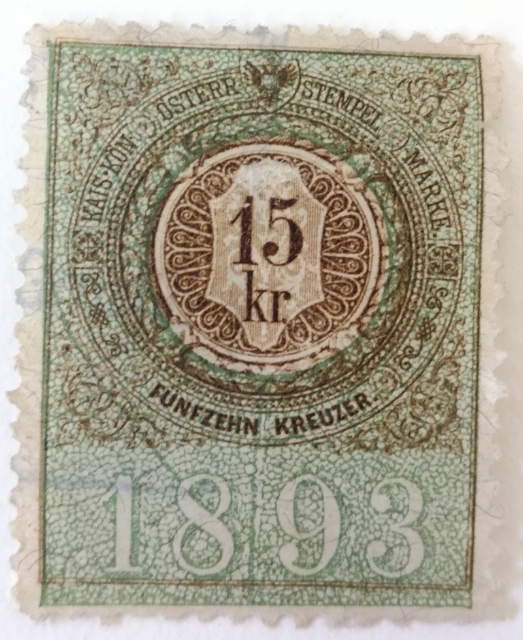 KAIS·KÖN ÖSTERR STEMPEL MARKE.
15
kr
FÜNFZEHN KREUZER.
1893